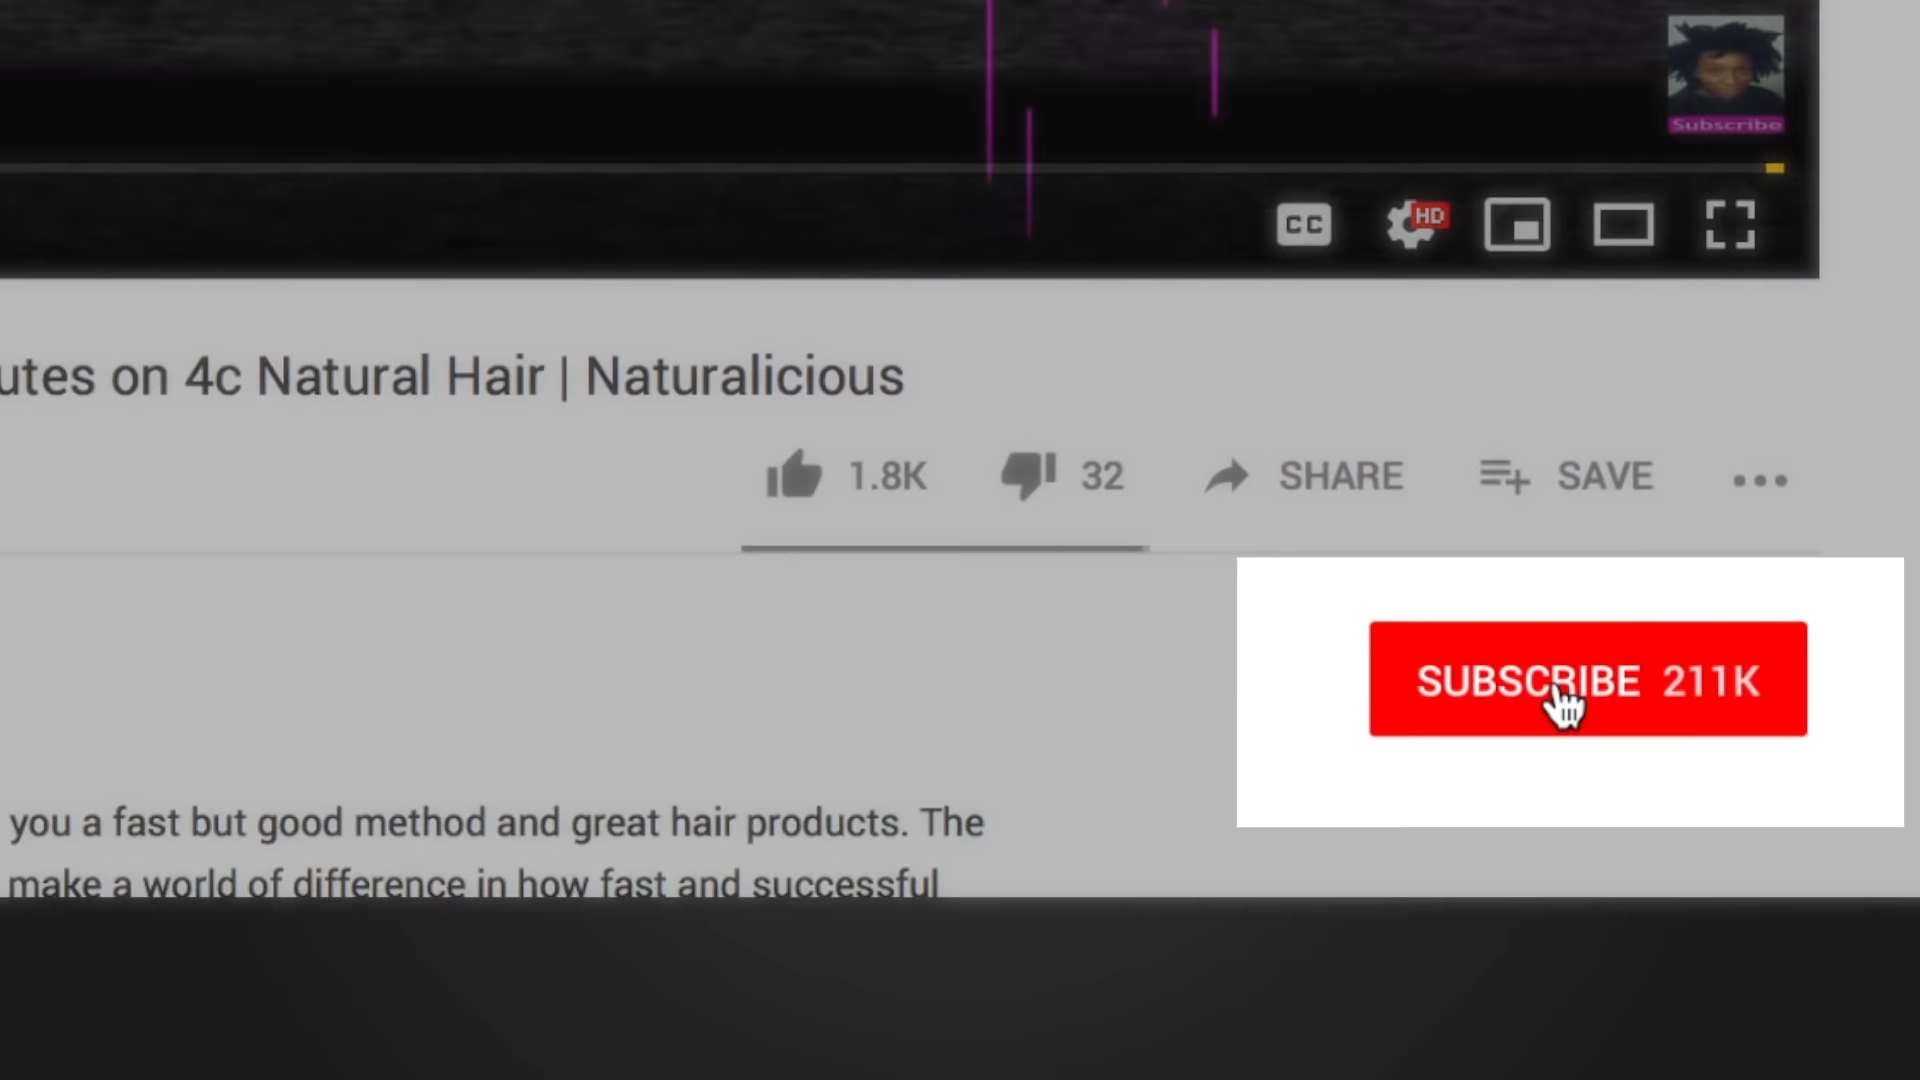 Subscribe
CC HD
utes on 4c Natural Hair | Naturalicious
1.8K 32 SHARE SAVE
SUBSCRIBE 211K
you a fast but good method and great hair products. The
make a world of difference in how fast and successful